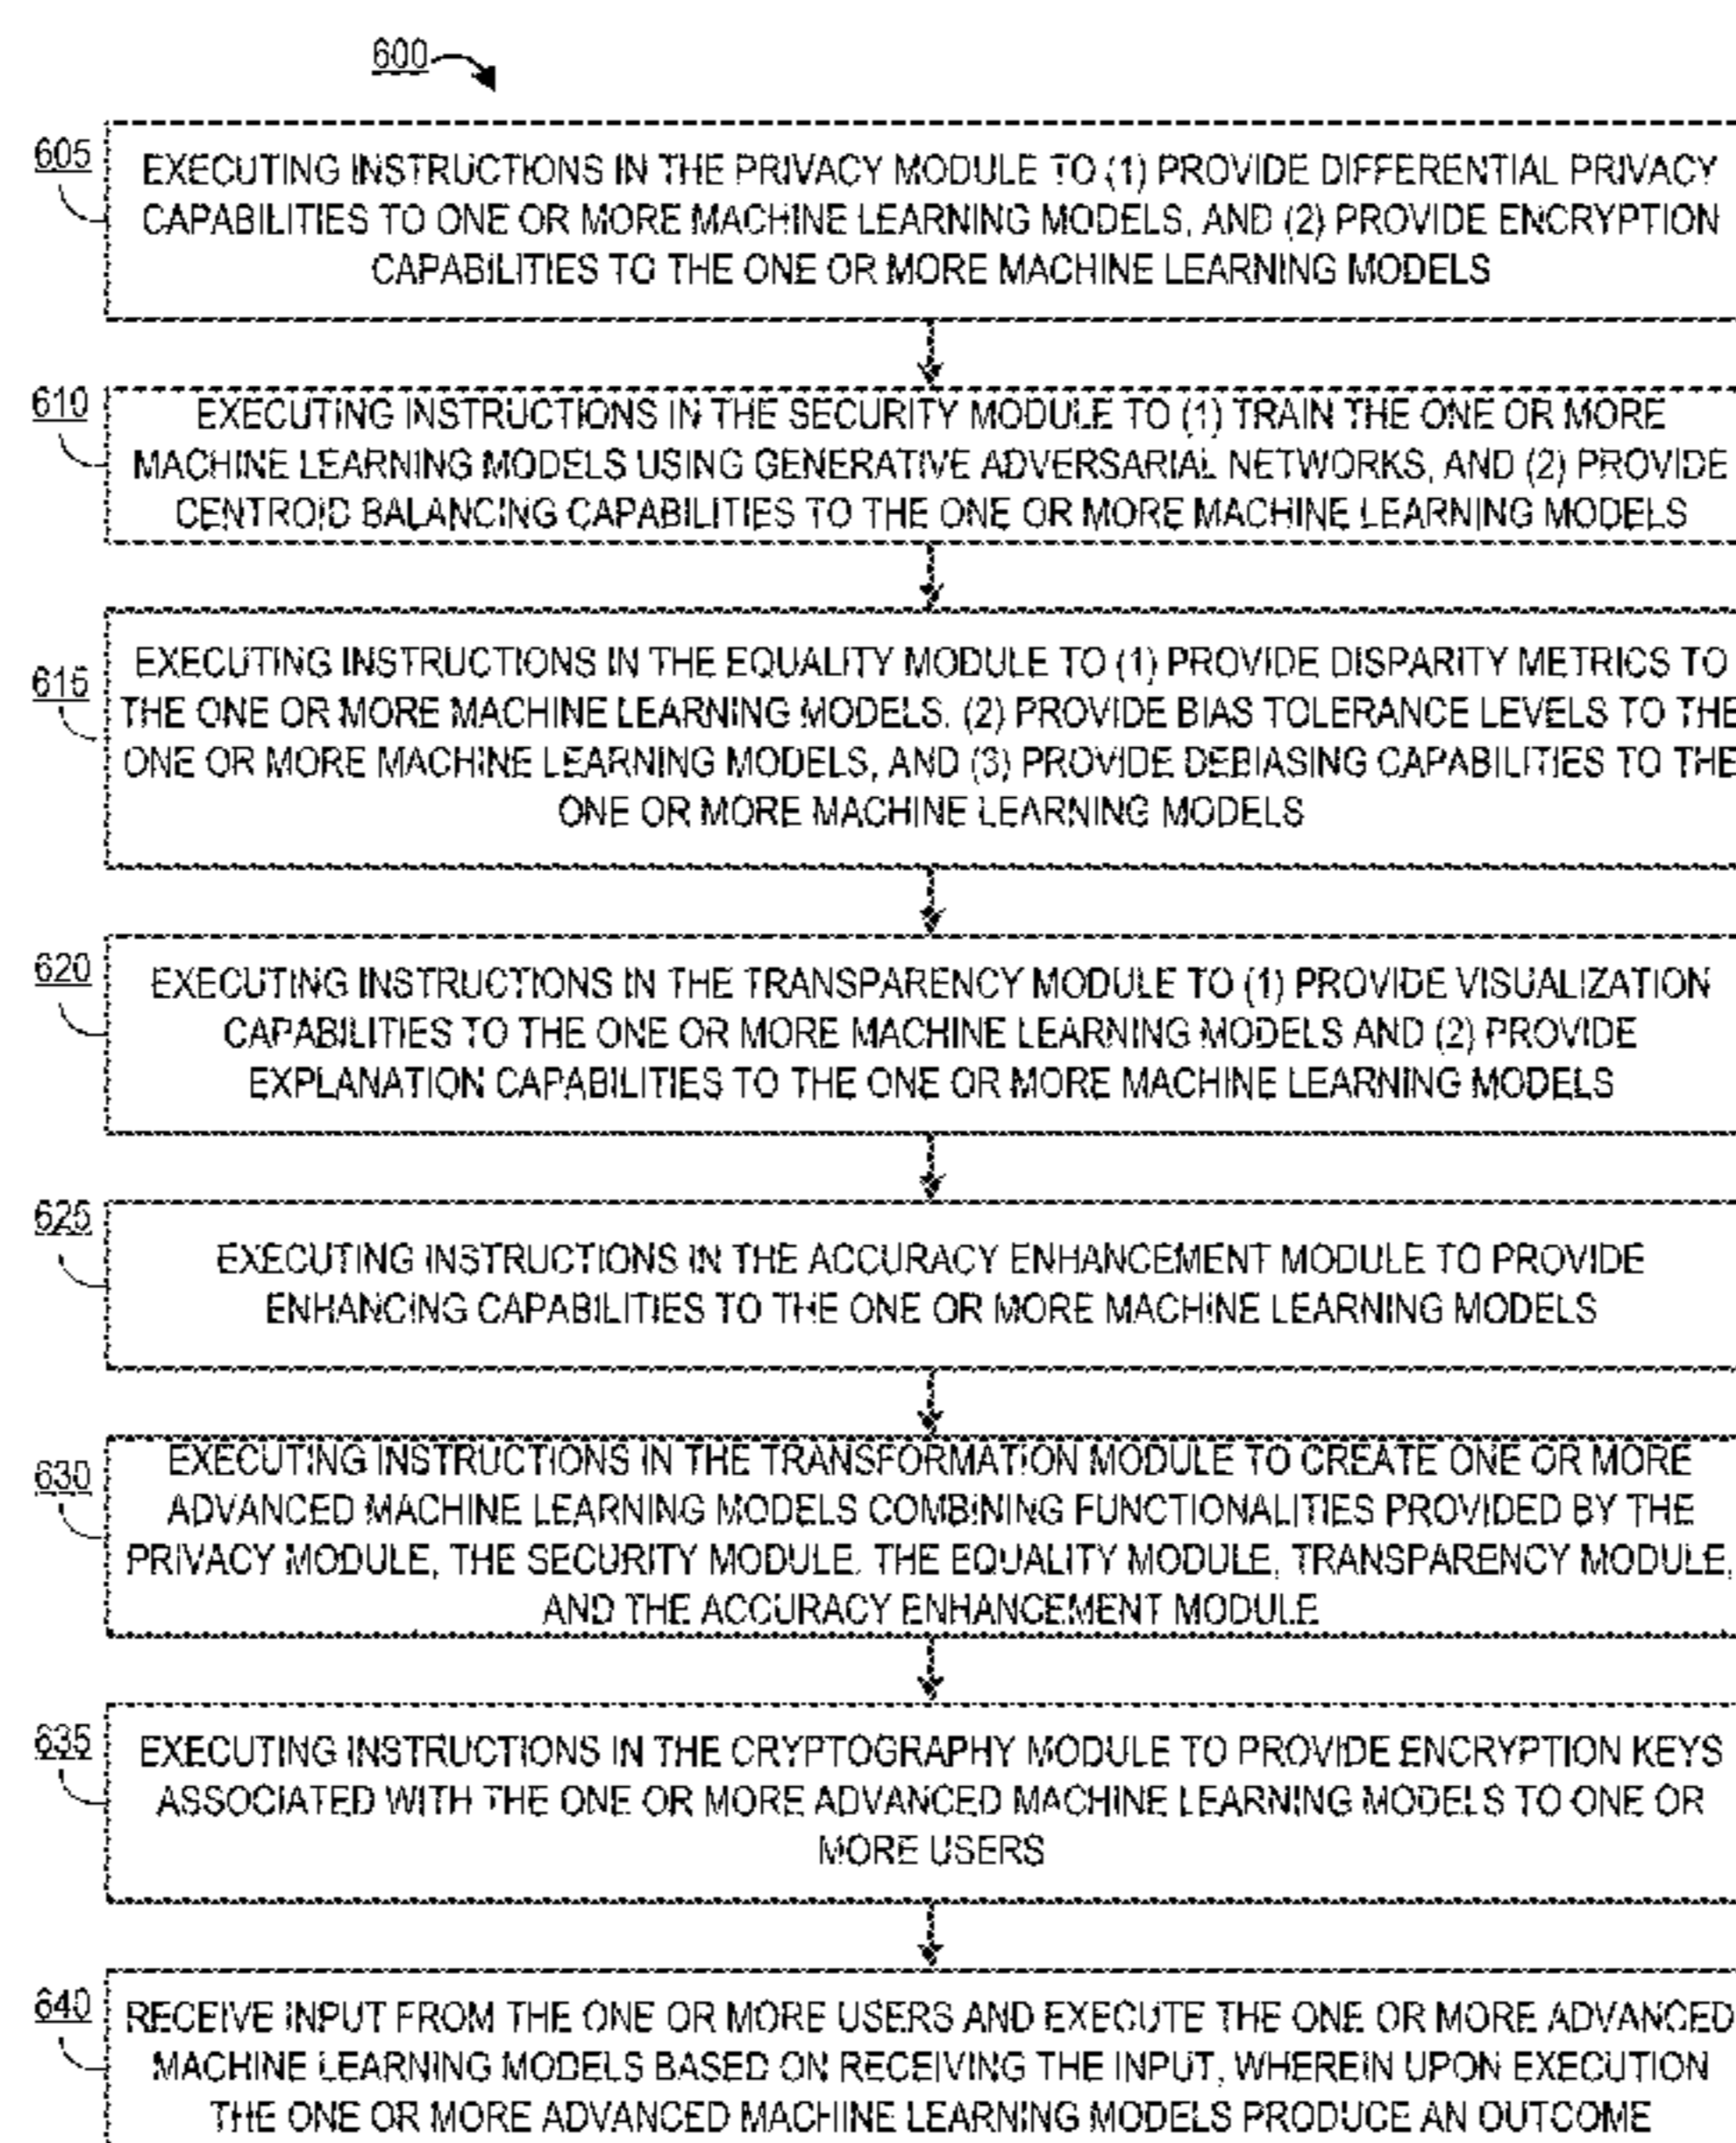 600
605
EXECUTING INSTRUCTIONS IN THE PRIVACY MODULE TO (1) PROVIDE DIFFERENTIAL PRIVACY
CAPABILITIES TO ONE OR MORE MACHINE LEARNING MODELS, AND (2) PROVIDE ENCRYPTION
CAPABILITIES TO THE ONE OR MORE MACHINE LEARNING MODELS
610
EXECUTING INSTRUCTIONS IN THE SECURITY MODULE TO (1) TRAIN THE ONE OR MORE
MACHINE LEARNING MODELS USING GENERATIVE ADVERSARIAL NETWORKS, AND (2) PROVIDE
CENTROID BALANCING CAPABILITIES TO THE ONE OR MORE MACHINE LEARNING MODELS
615
EXECUTING INSTRUCTIONS IN THE EQUALITY MODULE TO (1) PROVIDE DISPARITY METRICS TO
THE ONE OR MORE MACHINE LEARNING MODELS, (2) PROVIDE BIAS TOLERANCE LEVELS TO THE
ONE OR MORE MACHINE LEARNING MODELS, AND (3) PROVIDE DEBIASING CAPABILITIES TO THE
ONE OR MORE MACHINE LEARNING MODELS
620
EXECUTING INSTRUCTIONS IN THE TRANSPARENCY MODULE TO (1) PROVIDE VISUALIZATION
CAPABILITIES TO THE ONE OR MORE MACHINE LEARNING MODELS AND (2) PROVIDE
EXPLANATION CAPABILITIES TO THE ONE OR MORE MACHINE LEARNING MODELS
625
EXECUTING INSTRUCTIONS IN THE ACCURACY ENHANCEMENT MODULE TO PROVIDE
ENHANCING CAPABILITIES TO THE ONE OR MORE MACHINE LEARNING MODELS
630
EXECUTING INSTRUCTIONS IN THE TRANSFORMATION MODULE TO CREATE ONE OR MORE
ADVANCED MACHINE LEARNING MODELS COMBINING FUNCTIONALITIES PROVIDED BY THE
PRIVACY MODULE, THE SECURITY MODULE, THE EQUALITY MODULE, TRANSPARENCY MODULE,
AND THE ACCURACY ENHANCEMENT MODULE
635
EXECUTING INSTRUCTIONS IN THE CRYPTOGRAPHY MODULE TO PROVIDE ENCRYPTION KEYS
ASSOCIATED WITH THE ONE OR MORE ADVANCED MACHINE LEARNING MODELS TO ONE OR
MORE USERS
640
RECEIVE INPUT FROM THE ONE OR MORE USERS AND EXECUTE THE ONE OR MORE ADVANCED
MACHINE LEARNING MODELS BASED ON RECEIVING THE INPUT, WHEREIN UPON EXECUTION
THE ONE OR MORE ADVANCED MACHINE LEARNING MODELS PRODUCE AN OUTCOME